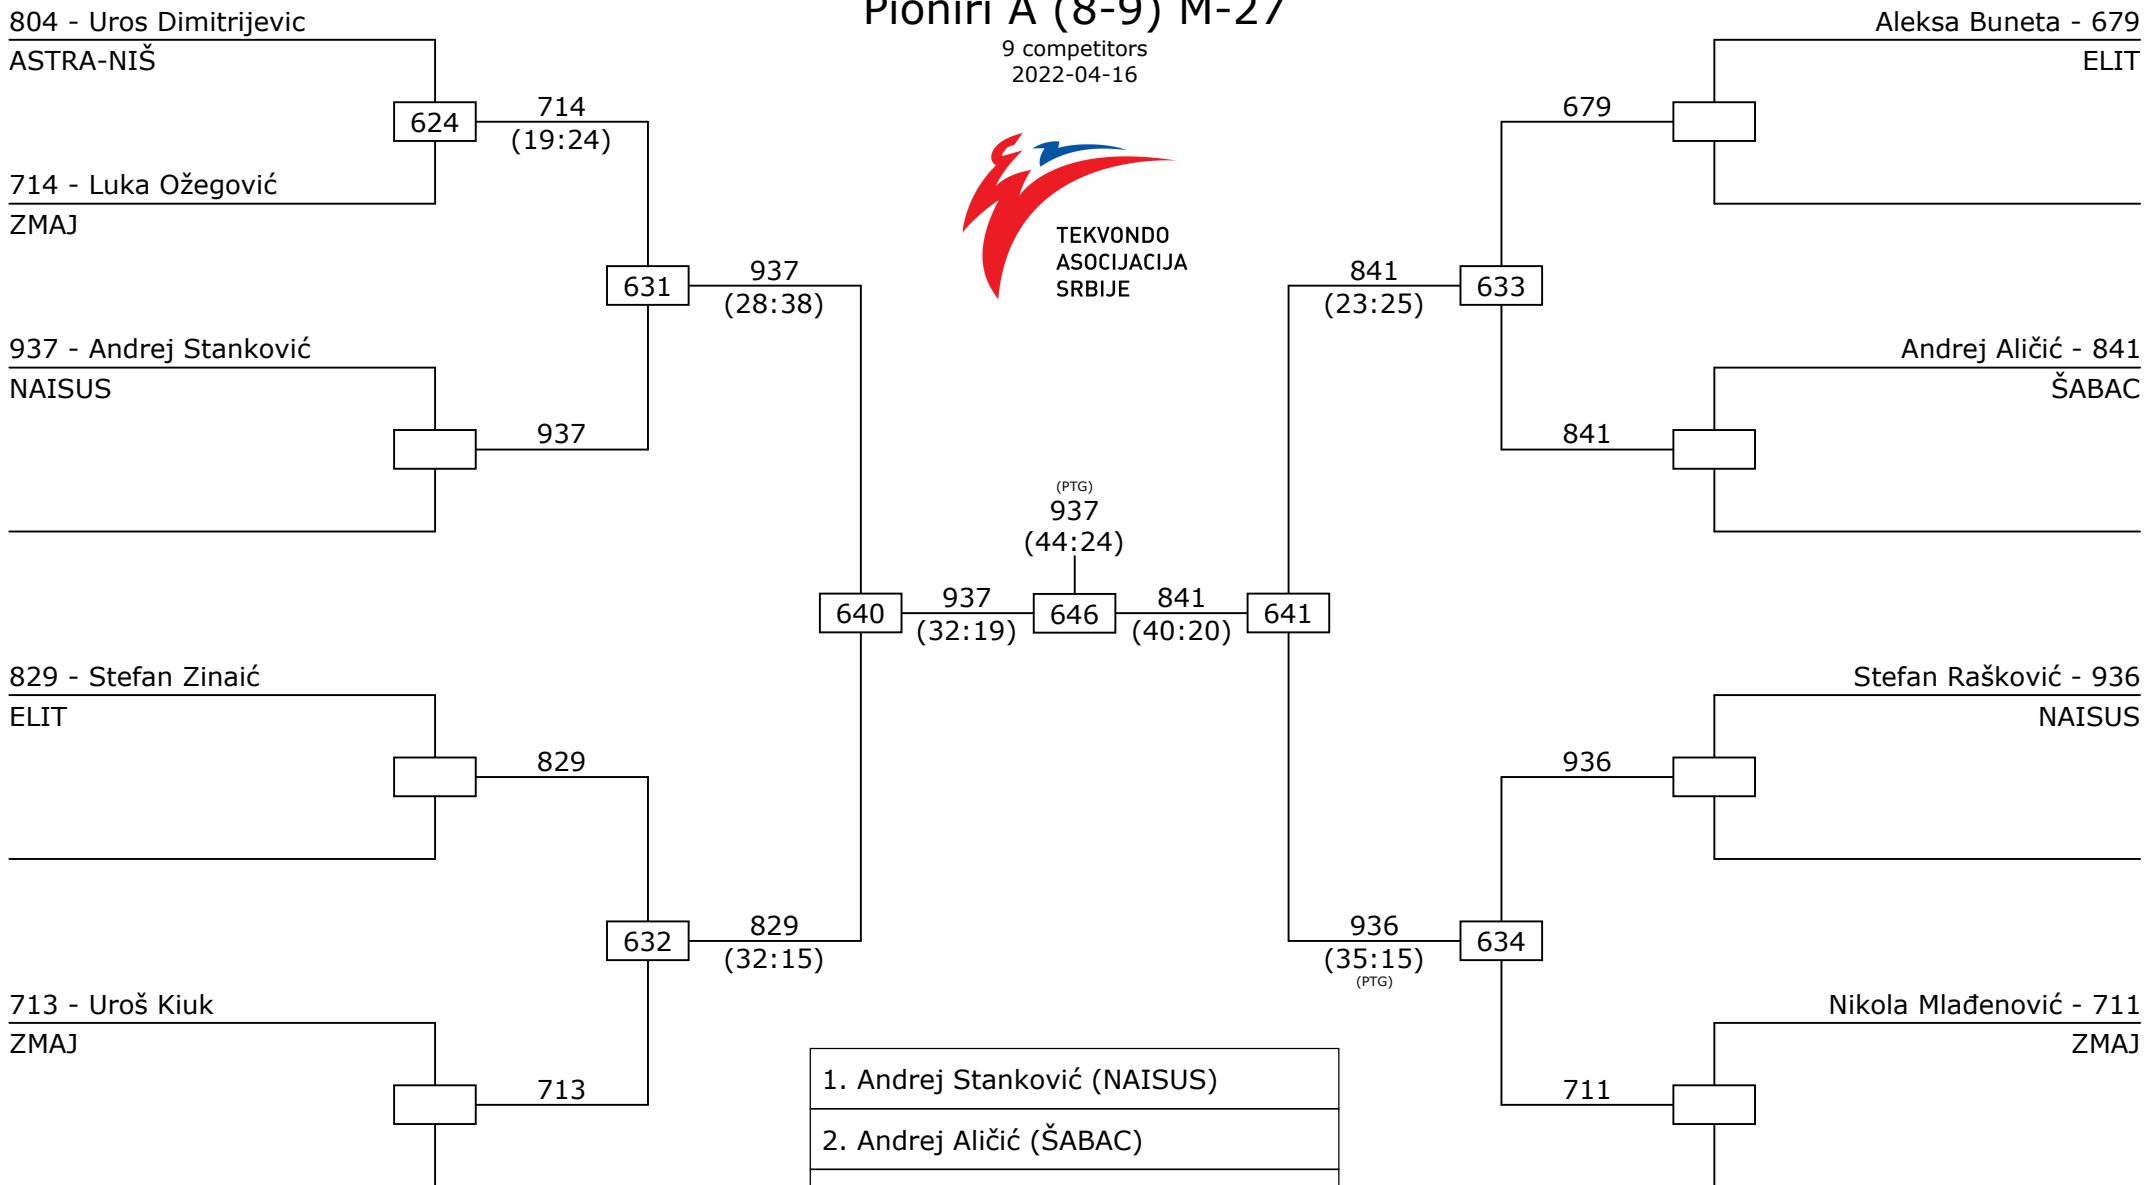 Pioniri A (8-9) M-27
9 competitors
2022-04-16
TEKVONDO
ASOCIJACIJA
SRBIJE
804 - Uros Dimitrijevic
ASTRA-NIŠ
624
714
(19:24)
714 - Luka Ožegović
ZMAJ
631
937
(28:38)
937 - Andrej Stanković
NAISUS
937
829 - Stefan Zinaić
ELIT
829
632
829
(32:15)
713 - Uroš Kiuk
ZMAJ
713
640
937
(32:19)
(PTG)
937
(44:24)
646
841
(40:20)
641
Aleksa Buneta - 679
ELIT
679
841
(23:25)
633
Andrej Aličić - 841
ŠABAC
841
Stefan Rašković - 936
NAISUS
936
936
(35:15)
(PTG)
634
Nikola Mlađenović - 711
ZMAJ
711
1. Andrej Stanković (NAISUS)
2. Andrej Aličić (ŠABAC)